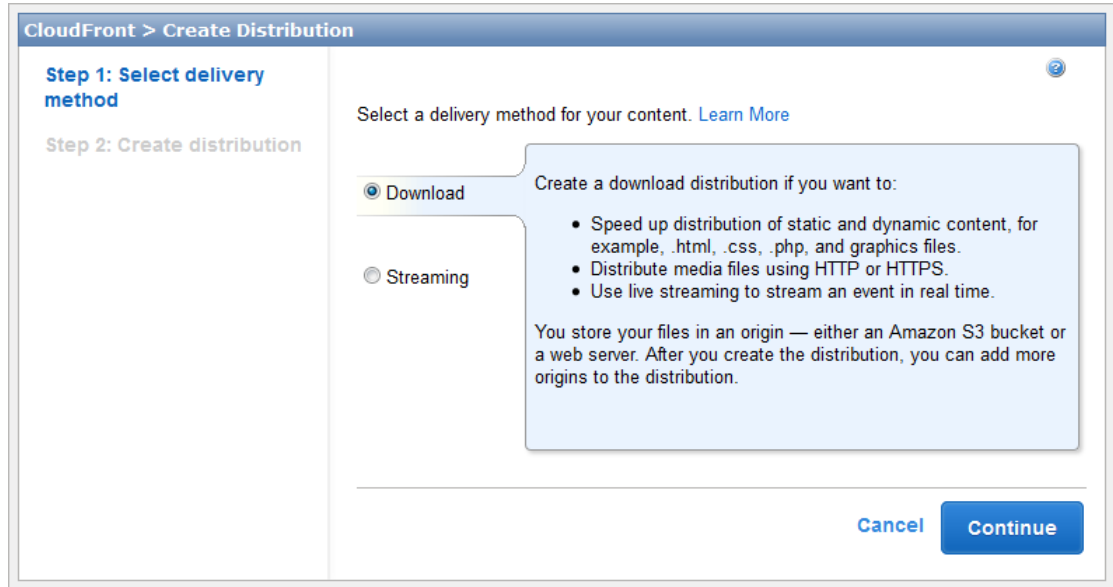 CloudFront > Create Distribution
Step 1: Select delivery
method
Step 2: Create distribution
Select a delivery method for your content. Learn More
Download
Streaming
Create a download distribution if you want to:
• Speed up distribution of static and dynamic content, for
example, .html, .css, .php, and graphics files.
• Distribute media files using HTTP or HTTPS.
• Use live streaming to stream an event in real time.
You store your files in an origin — either an Amazon S3 bucket or
a web server. After you create the distribution, you can add more
origins to the distribution.
Cancel
Continue